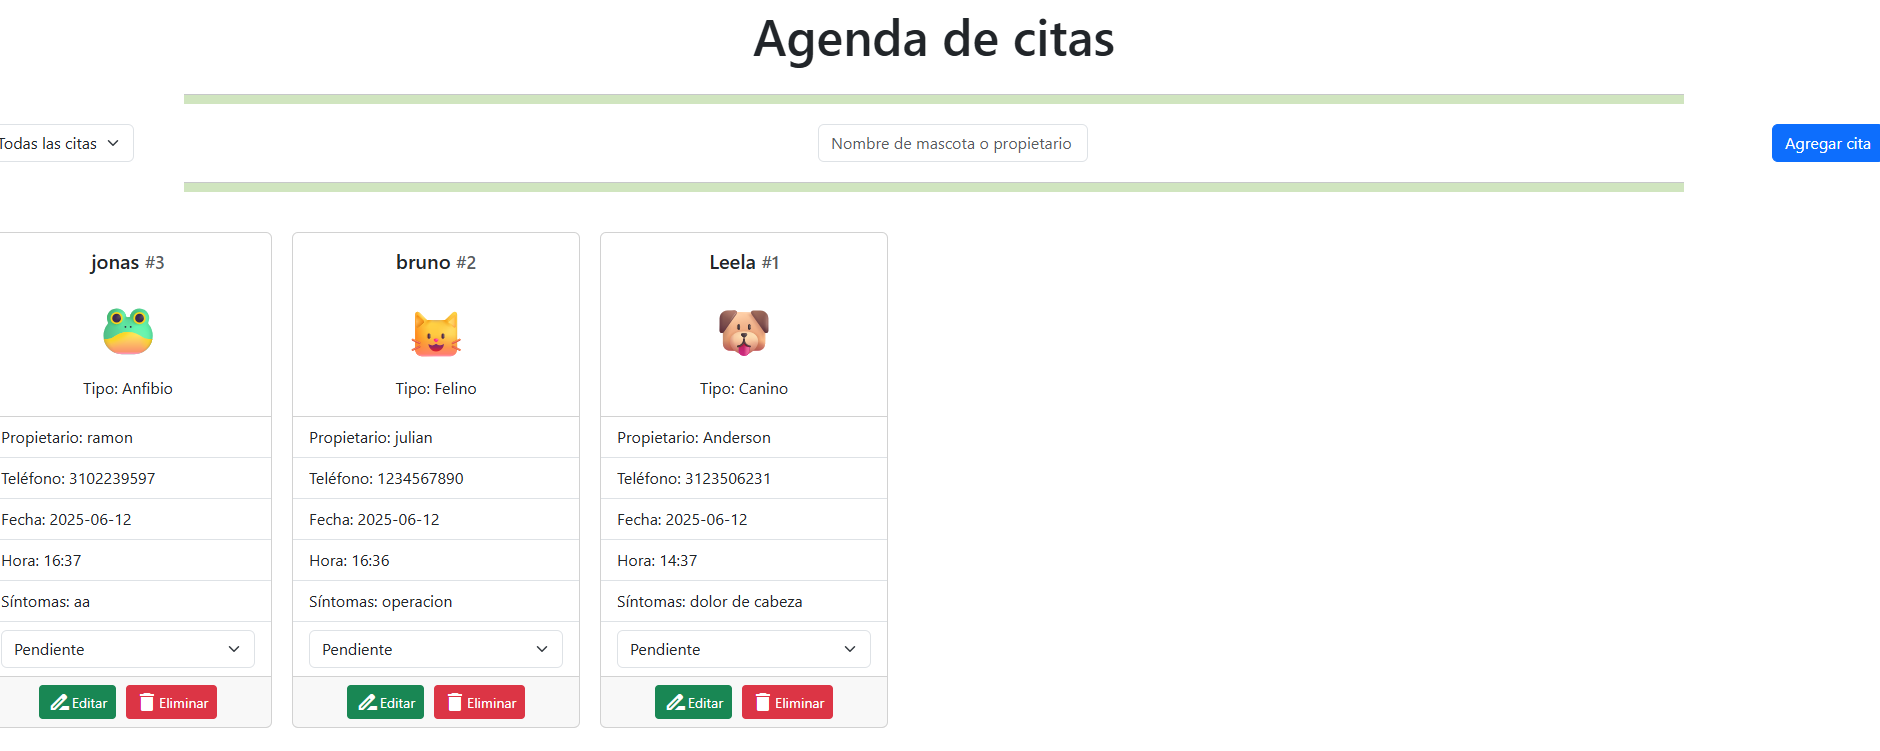 Agenda de citas
Todas las citas
Nombre de mascota o propietario
Agregar cita
jonas #3
Tipo: Anfibio
Propietario: ramon
Teléfono: 3102239597
Fecha: 2025-06-12
Hora: 16:37
Síntomas: aa
Pendiente
Editar
Eliminar
bruno #2
Tipo: Felino
Propietario: julian
Teléfono: 1234567890
Fecha: 2025-06-12
Hora: 16:36
Síntomas: operacion
Pendiente
Editar
Eliminar
Leela #1
Tipo: Canino
Propietario: Anderson
Teléfono: 3123506231
Fecha: 2025-06-12
Hora: 14:37
Síntomas: dolor de cabeza
Pendiente
Editar
Eliminar